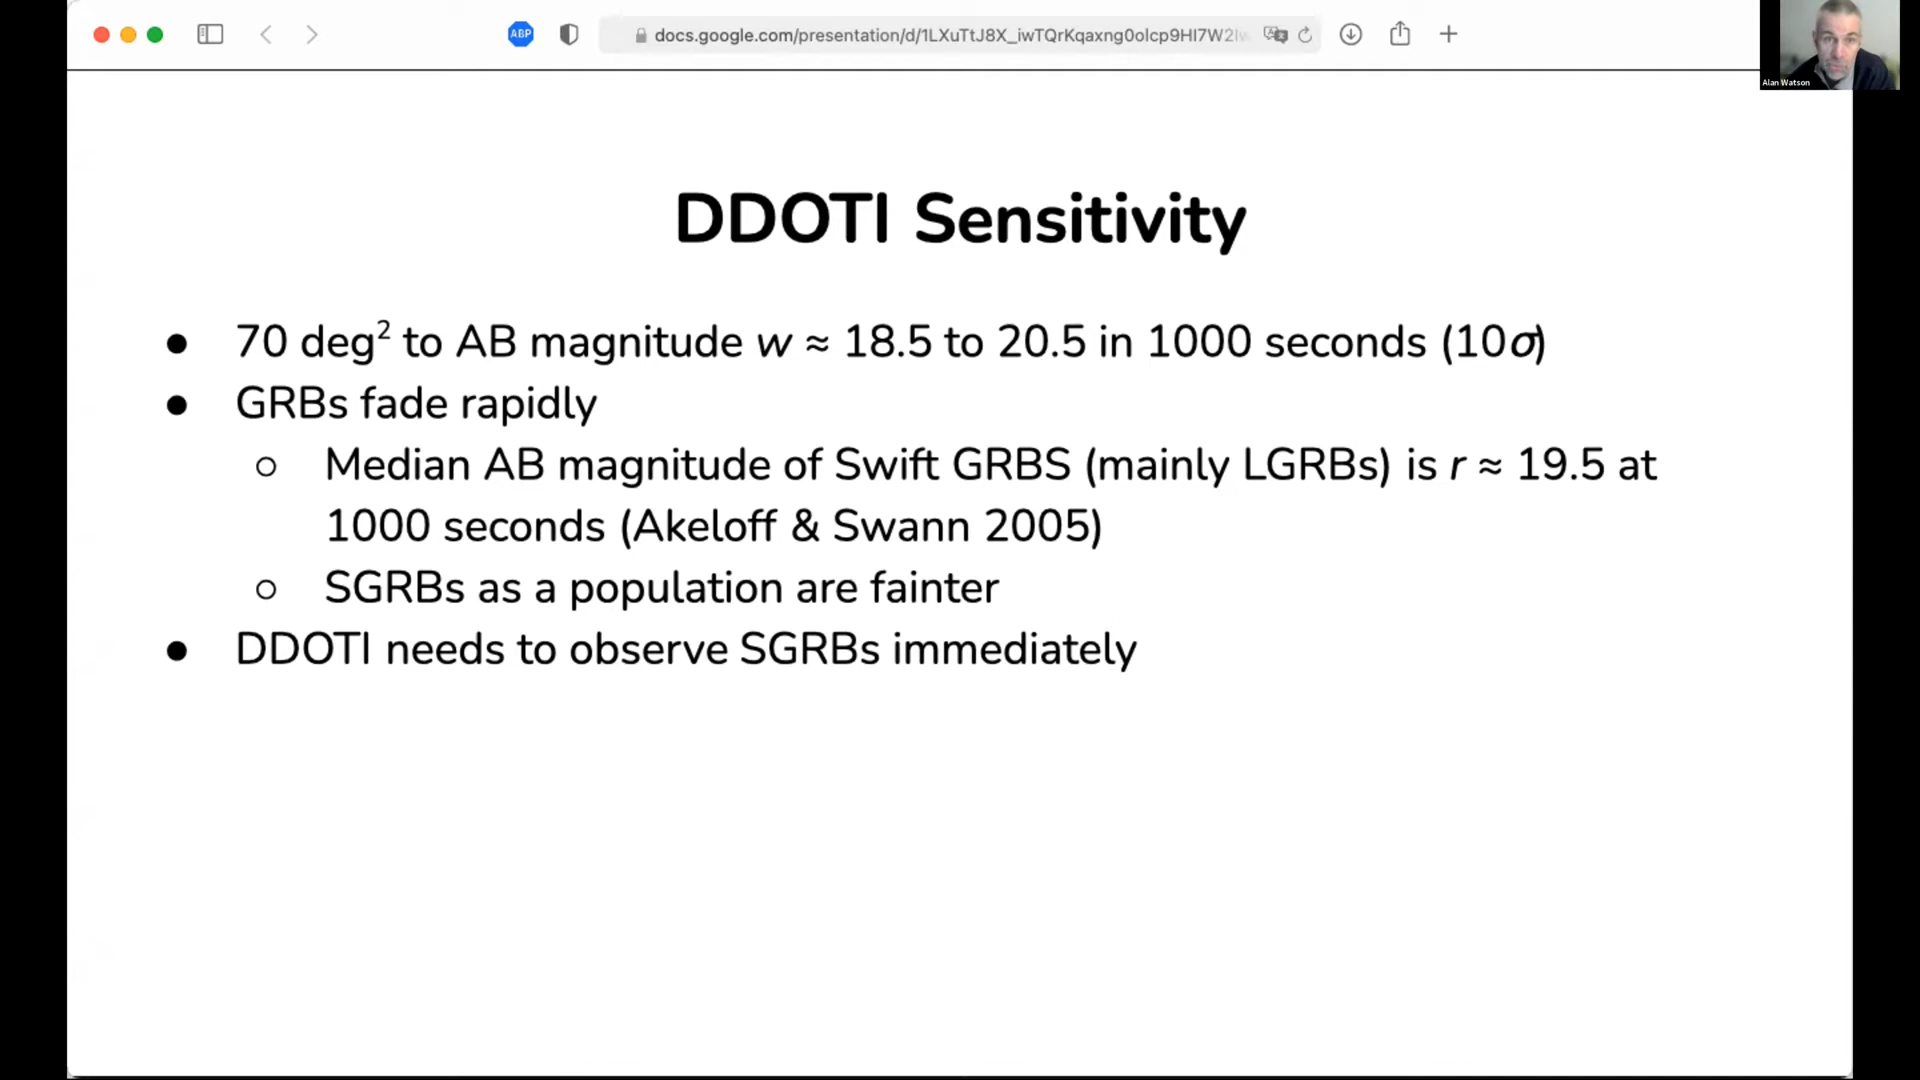 ABP
docs.google.com/presentation/d/1LXuTtJ8X_iwTQrKqaxng0oIcp9HI7W2
Alan Watson
DDOTI Sensitivity
● 70 deg² to AB magnitude w ≈ 18.5 to 20.5 in 1000 seconds (10σ)
● GRBs fade rapidly
○ Median AB magnitude of Swift GRBS (mainly LGRBs) is r ≈ 19.5 at
1000 seconds (Akeloff & Swann 2005)
○ SGRBs as a population are fainter
● DDOTI needs to observe SGRBs immediately